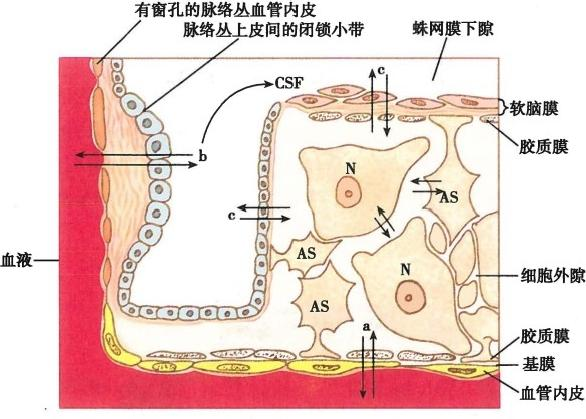 有窗孔的脉络丛血管内皮
脉络丛上皮间的闭锁小带
蛛网膜下隙
CSF
c
软脑膜
胶质膜
b
N
AS
c
血液
AS
N
细胞外隙
AS
a
胶质膜
基膜
血管内皮